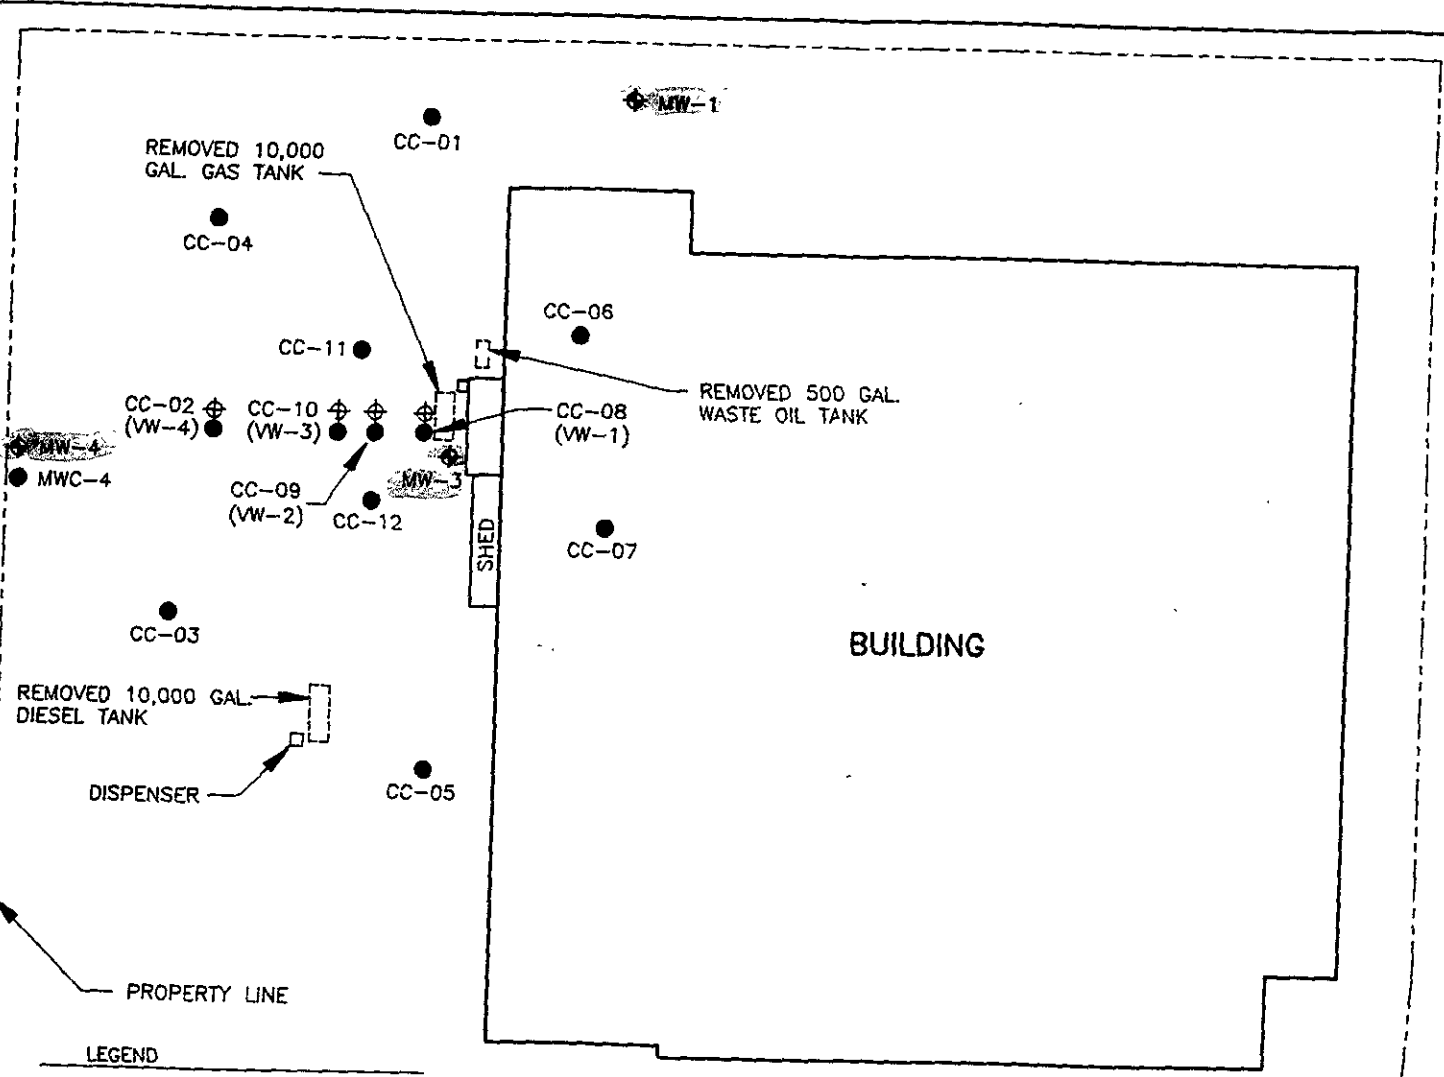 MW-1
CC-01
REMOVED 10,000
GAL. GAS TANK
CC-04
CC-06
CC-11
REMOVED 500 GAL.
WASTE OIL TANK
CC-02
(VW-4)
CC-10
(VW-3)
CC-08
(VW-1)
MW-4
MWC-4
MW-3
CC-09
(VW-2)
CC-12
SHED
CC-07
CC-03
BUILDING
REMOVED 10,000 GAL.
DIESEL TANK
DISPENSER
CC-05
PROPERTY LINE
LEGEND